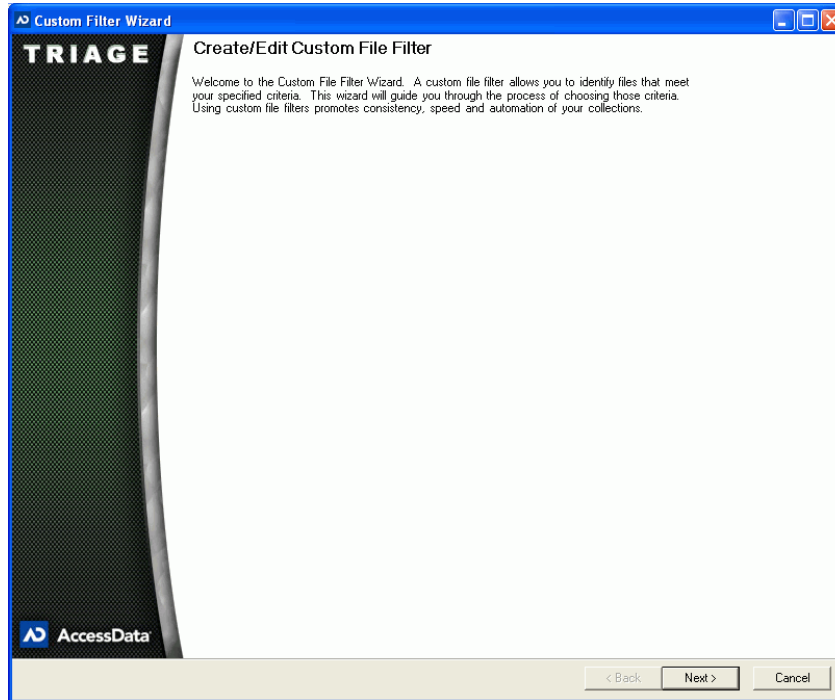 Custom Filter Wizard
TRIAGE
Create/Edit Custom File Filter
Welcome to the Custom File Filter Wizard. A custom file filter allows you to identify files that meet
your specified criteria. This wizard will guide you through the process of choosing those criteria.
Using custom file filters promotes consistency, speed and automation of your collections.
AccessData
< Back
Next >
Cancel